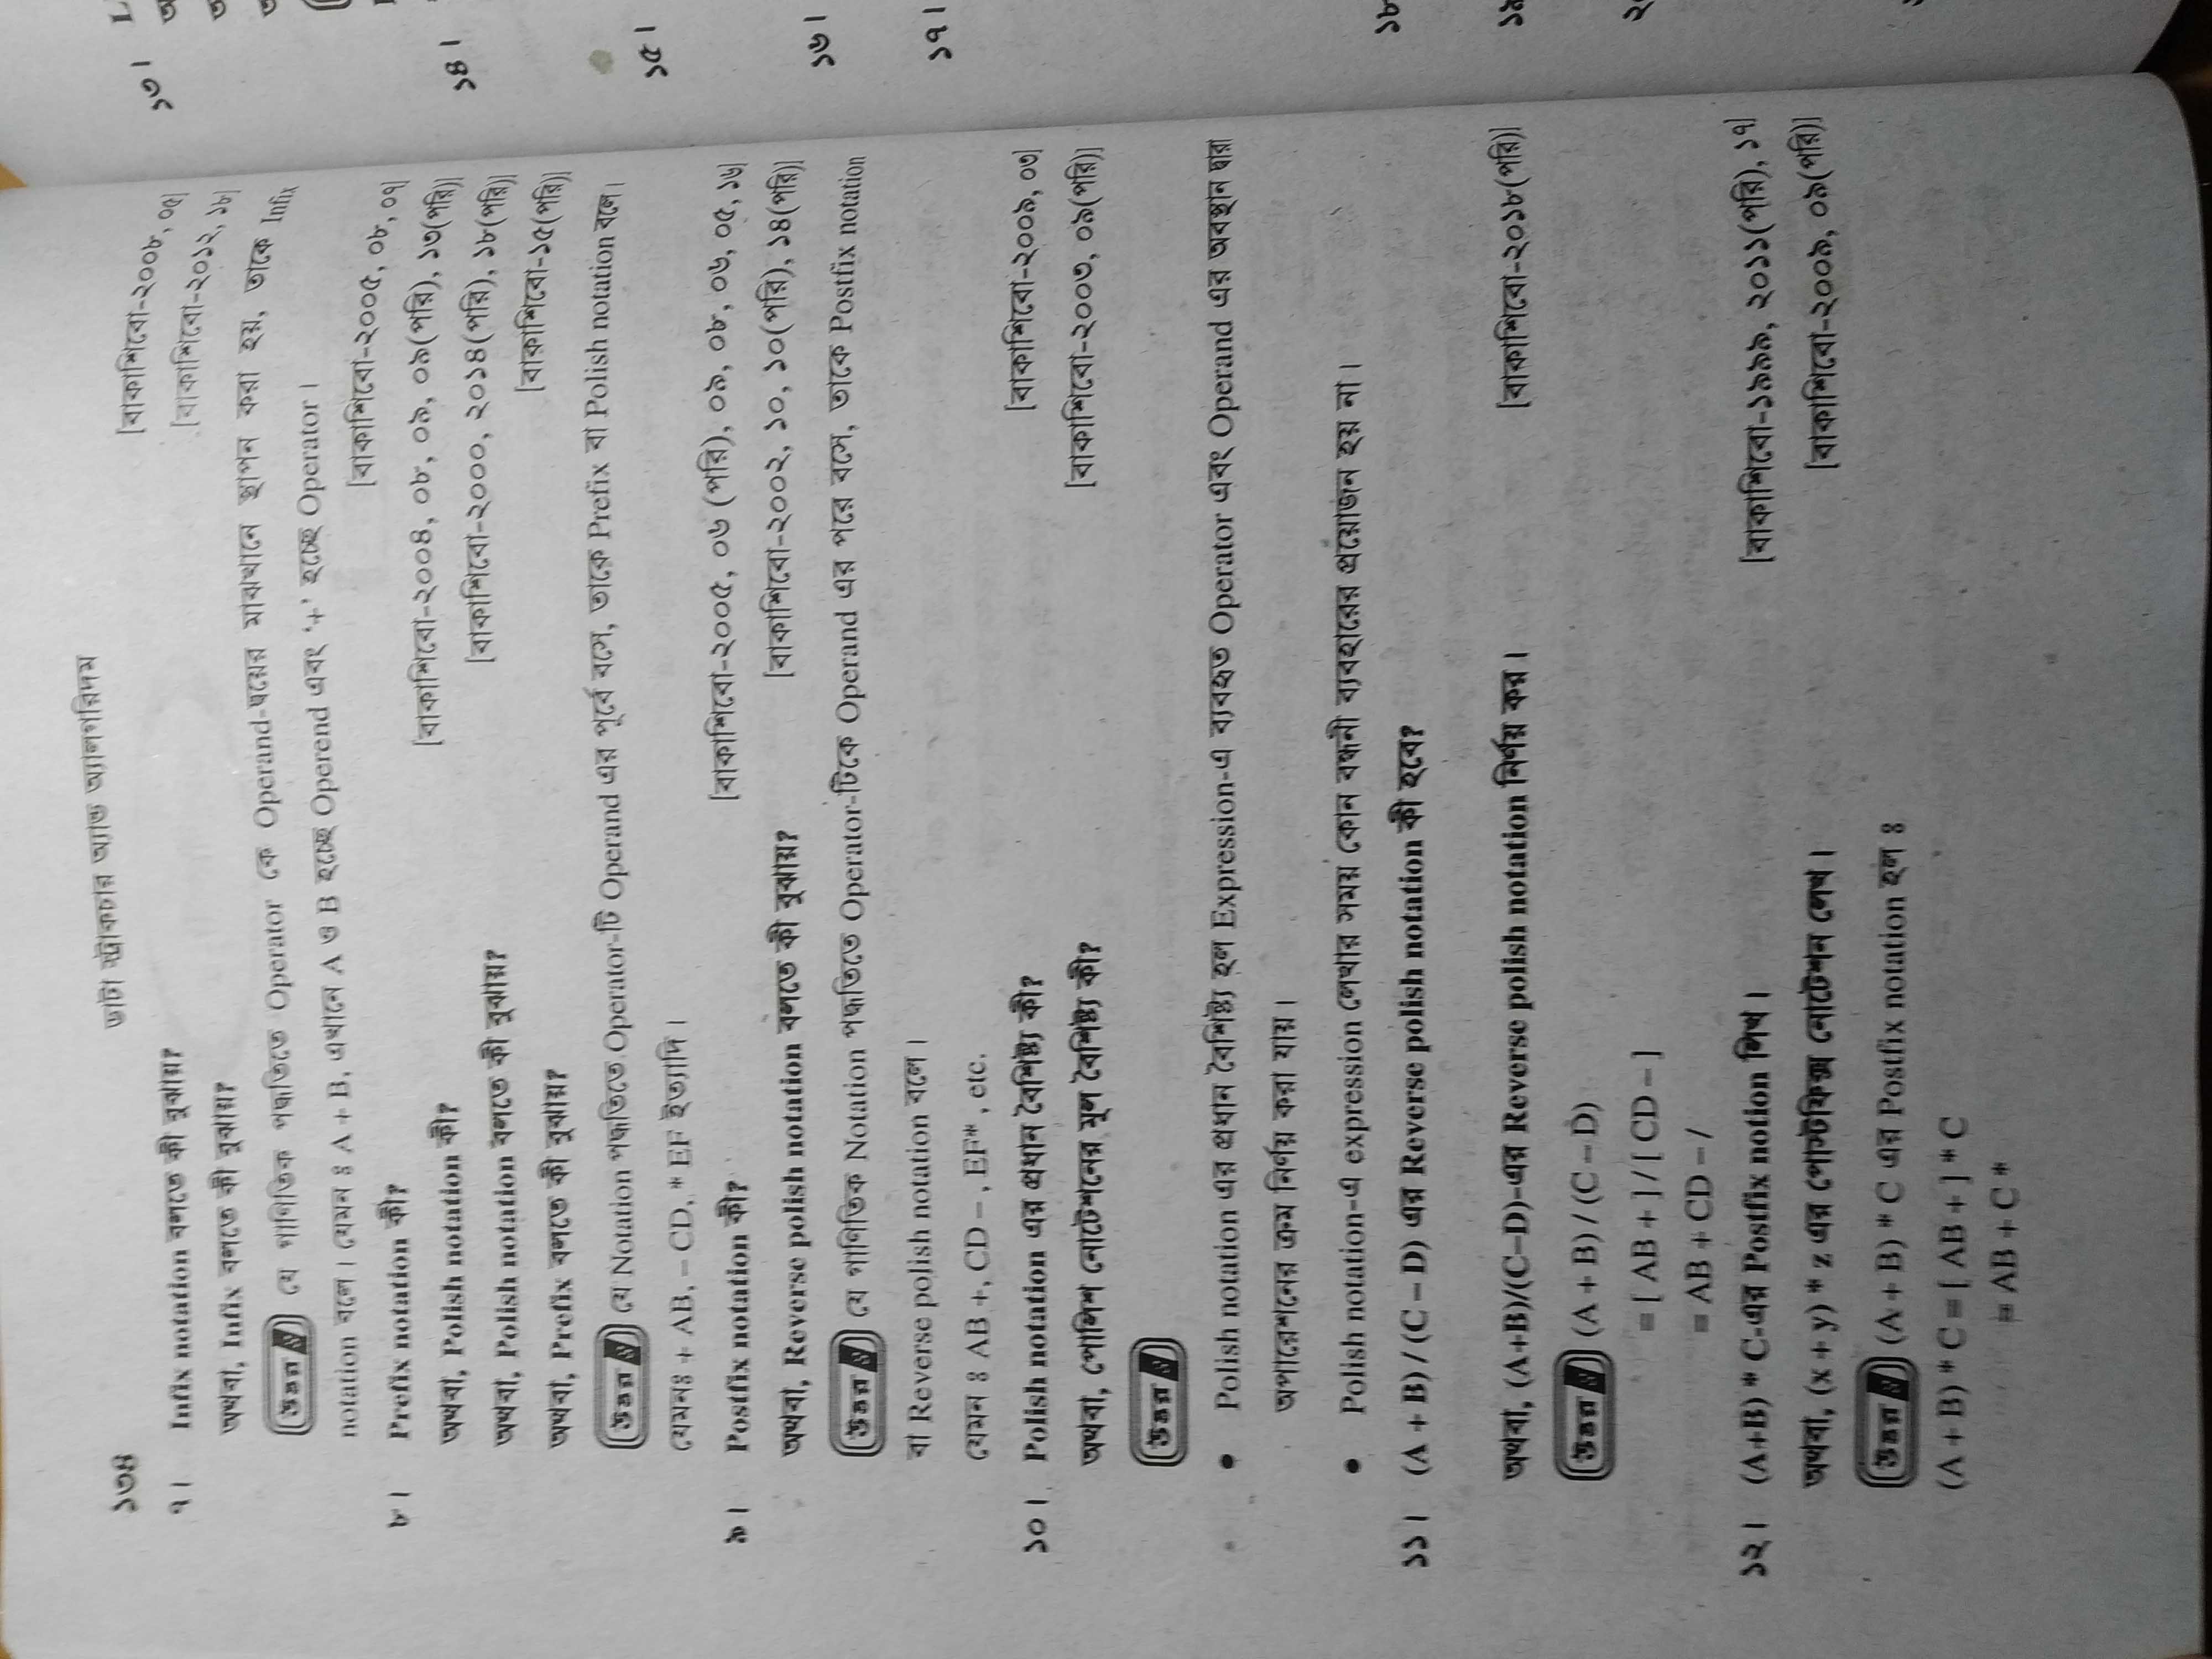 ১৩৪
ডাটা স্ট্রাকচার অ্যান্ড অ্যালগরিদম
৭। Infix notation বলতে কী বুঝায়? [বাকাশিবো-২০০৮, ০৫]
অথবা, Infix বলতে কী বুঝায়? [বাকাশিবো-২০১২, ১৮]
উত্তর যে গাণিতিক পদ্ধতিতে Operator কে Operand-দ্বয়ের মাঝখানে স্থাপন করা হয়, তাকে Infix
notation বলে। যেমন ঃ A + B, এখানে A ও B হচ্ছে Operend এবং '+' হচ্ছে Operator।
৮। Prefix notation কী? [বাকাশিবো-২০০৫, ০৮, ০৭]
অথবা, Polish notation কী? [বাকাশিবো-২০০৪, ০৮, ০৯, ০৯(পরি), ১৩(পরি)]
অথবা, Polish notation বলতে কী বুঝায়? [বাকাশিবো-২০০০, ২০১৪(পরি), ১৮(পরি)]
অথবা, Prefix বলতে কী বুঝায়? [বাকাশিবো-১৫(পরি)]
উত্তর যে Notation পদ্ধতিতে Operator-টি Operand এর পূর্বে বসে, তাকে Prefix বা Polish notation বলে।
যেমনঃ + AB, – CD, * EF ইত্যাদি।
৯। Postfix notation কী? [বাকাশিবো-২০০৫, ০৬ (পরি), ০৯, ০৮, ০৬, ০৫, ১৬]
অথবা, Reverse polish notation বলতে কী বুঝায়? [বাকাশিবো-২০০২, ১০, ১০(পরি), ১৪(পরি)]
উত্তর যে গাণিতিক Notation পদ্ধতিতে Operator-টিকে Operand এর পরে বসে, তাকে Postfix notation
বা Reverse polish notation বলে।
যেমন ঃ AB +, CD – , EF* , etc.
১০। Polish notation এর প্রধান বৈশিষ্ট্য কী? [বাকাশিবো-২০০৯, ০৩]
অথবা, পোলিশ নোটেশনের মূল বৈশিষ্ট্য কী? [বাকাশিবো-২০০৩, ০৯(পরি)]
উত্তর
• Polish notation এর প্রধান বৈশিষ্ট্য হল Expression-এ ব্যবহৃত Operator এবং Operand এর অবস্থান দ্বারা
অপারেশনের ক্রম নির্ণয় করা যায়।
• Polish notation-এ expression লেখার সময় কোন বন্ধনী ব্যবহারের প্রয়োজন হয় না।
১১। (A + B) / (C – D) এর Reverse polish notation কী হবে?
অথবা, (A+B)/(C–D)-এর Reverse polish notation নির্ণয় কর। [বাকাশিবো-২০১৮(পরি)]
উত্তর (A + B) / (C – D)
= [ AB + ] / [ CD – ]
= AB + CD – /
১২। (A+B) * C-এর Postfix notion লিখ। [বাকাশিবো-১৯৯৯, ২০১১(পরি), ১৭]
অথবা, (x + y) * z এর পোস্টফিক্স নোটেশন লেখ। [বাকাশিবো-২০০৯, ০৯(পরি)]
উত্তর (A + B) * C এর Postfix notation হল ঃ
(A + B) * C = [ AB + ] * C
= AB + C *
১৩।
১৪।
১৫।
১৬।
১৭।